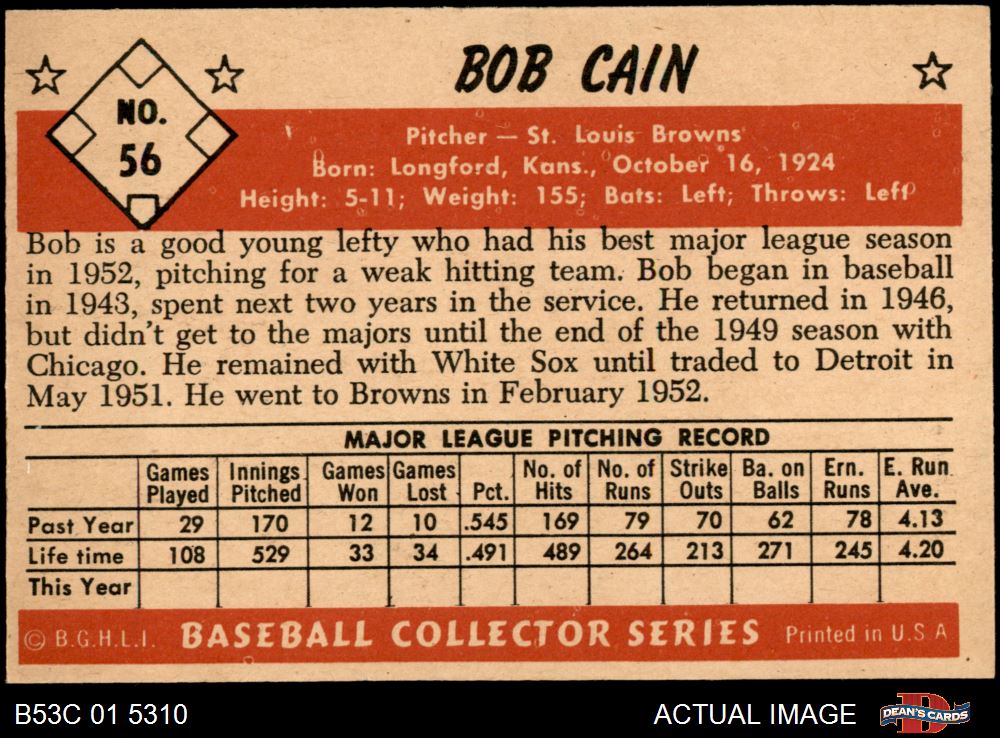 BOB CAIN
NO.
56
Pitcher — St. Louis Browns
Born: Longford, Kans., October 16, 1924
Height: 5-11; Weight: 155; Bats: Left; Throws: Left
Bob is a good young lefty who had his best major league season
in 1952, pitching for a weak hitting team. Bob began in baseball
in 1943, spent next two years in the service. He returned in 1946,
but didn't get to the majors until the end of the 1949 season with
Chicago. He remained with White Sox until traded to Detroit in
May 1951. He went to Browns in February 1952.
MAJOR LEAGUE PITCHING RECORD
Games Played Innings Pitched Games Won Games Lost Pct. No. of Hits No. of Runs Strike Outs Ba. on Balls Ern. Runs E. Run Ave.
Past Year 29 170 12 10 .545 169 79 70 62 78 4.13
Life time 108 529 33 34 .491 489 264 213 271 245 4.20
This Year
© B.G.H.L.I. BASEBALL COLLECTOR SERIES Printed in U.S A
B53C 01 5310
ACTUAL IMAGE
DEAN'S CARDS